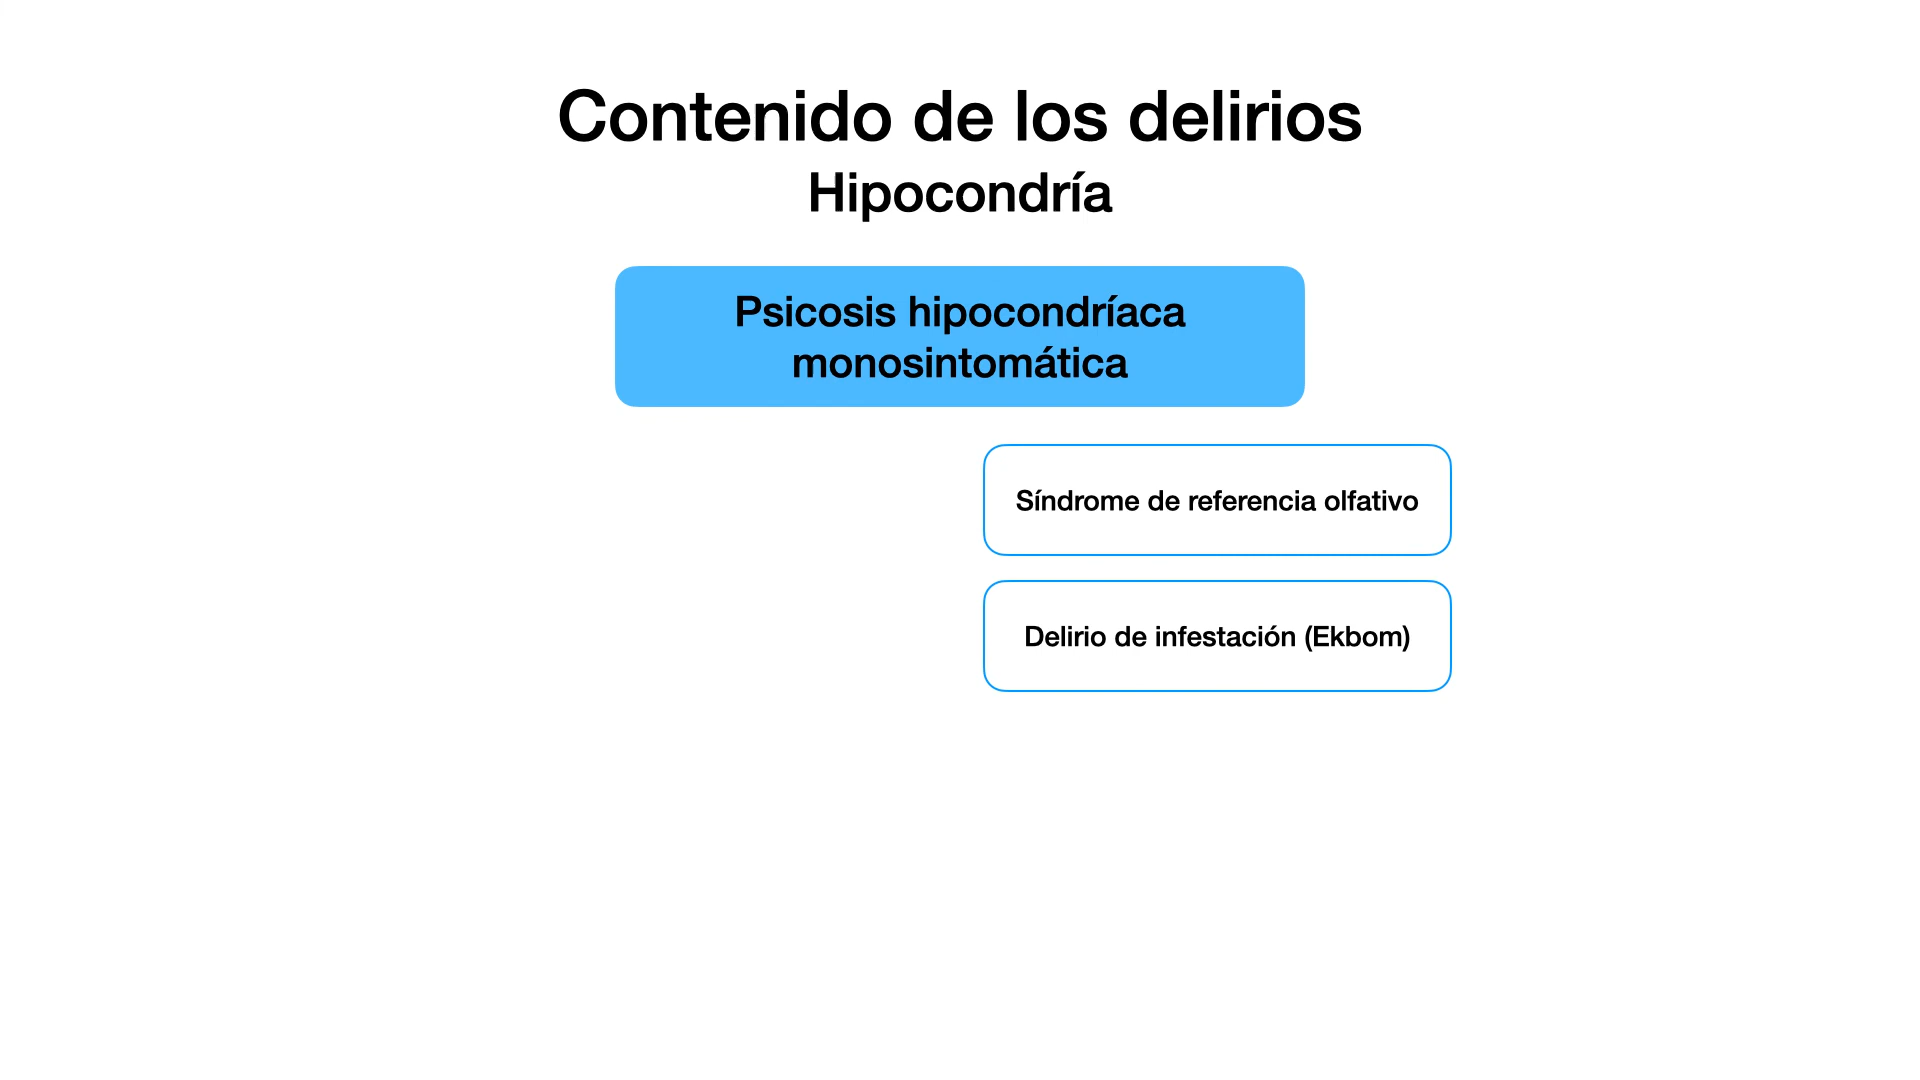 Contenido de los delirios
Hipocondría
Psicosis hipocondríaca
monosintomática
Síndrome de referencia olfativo
Delirio de infestación (Ekbom)